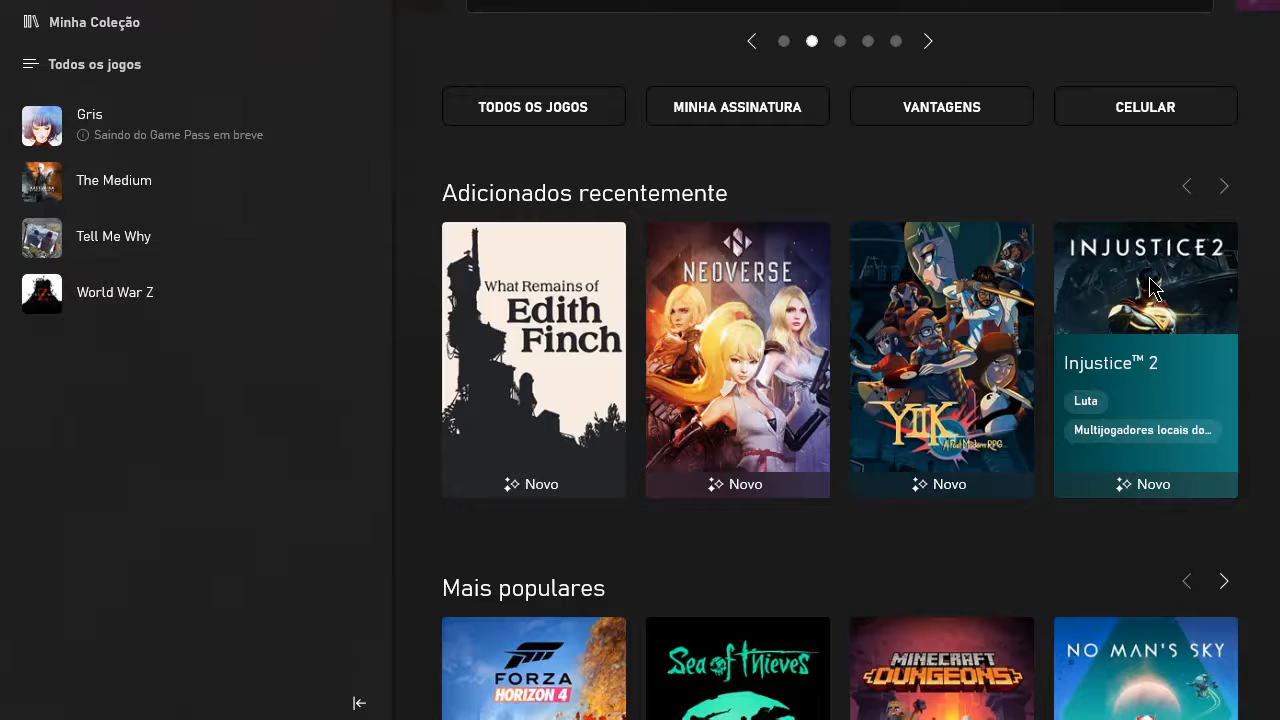 Minha Coleção
Todos os jogos
Gris
Saindo do Game Pass em breve
The Medium
Tell Me Why
World War Z
TODOS OS JOGOS
MINHA ASSINATURA
VANTAGENS
CELULAR
Adicionados recentemente
What Remains of
Edith
Finch
Novo
NEOVERSE
Novo
YIIK
A Post-Modern RPG
Novo
INJUSTICE 2
Injustice™ 2
Luta
Multijogadores locais do...
Novo
Mais populares
FORZA
HORIZON 4
Sea of Thieves
MINECRAFT
DUNGEONS
NO MAN'S SKY